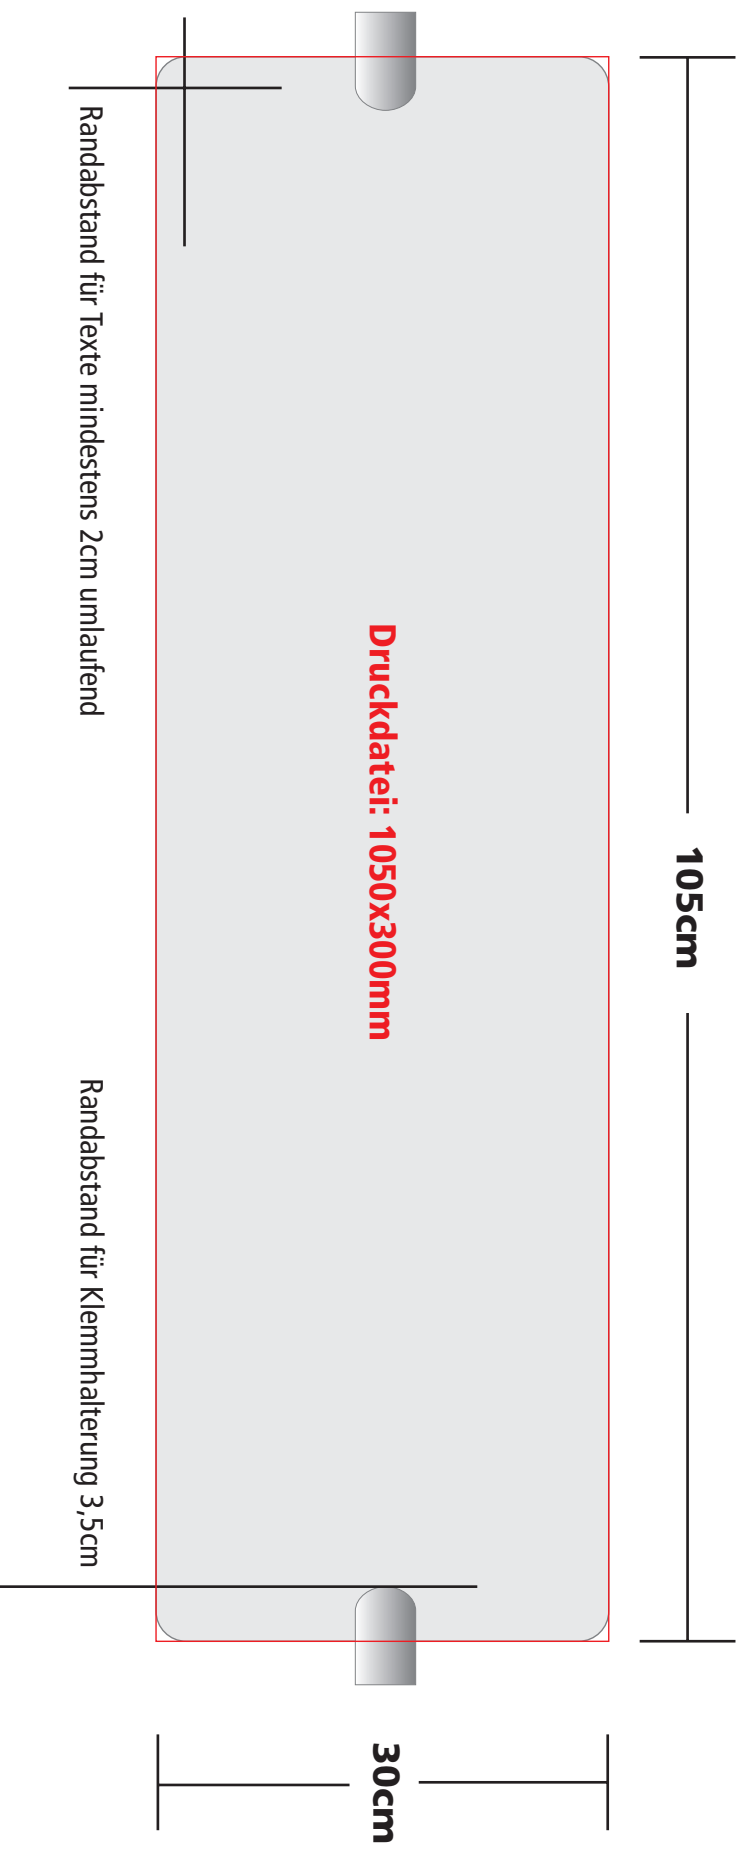 105cm
Druckdatei: 1050x300mm
Randabstand für Texte mindestens 2cm umlaufend
Randabstand für Klemmhalterung 3,5cm
30cm